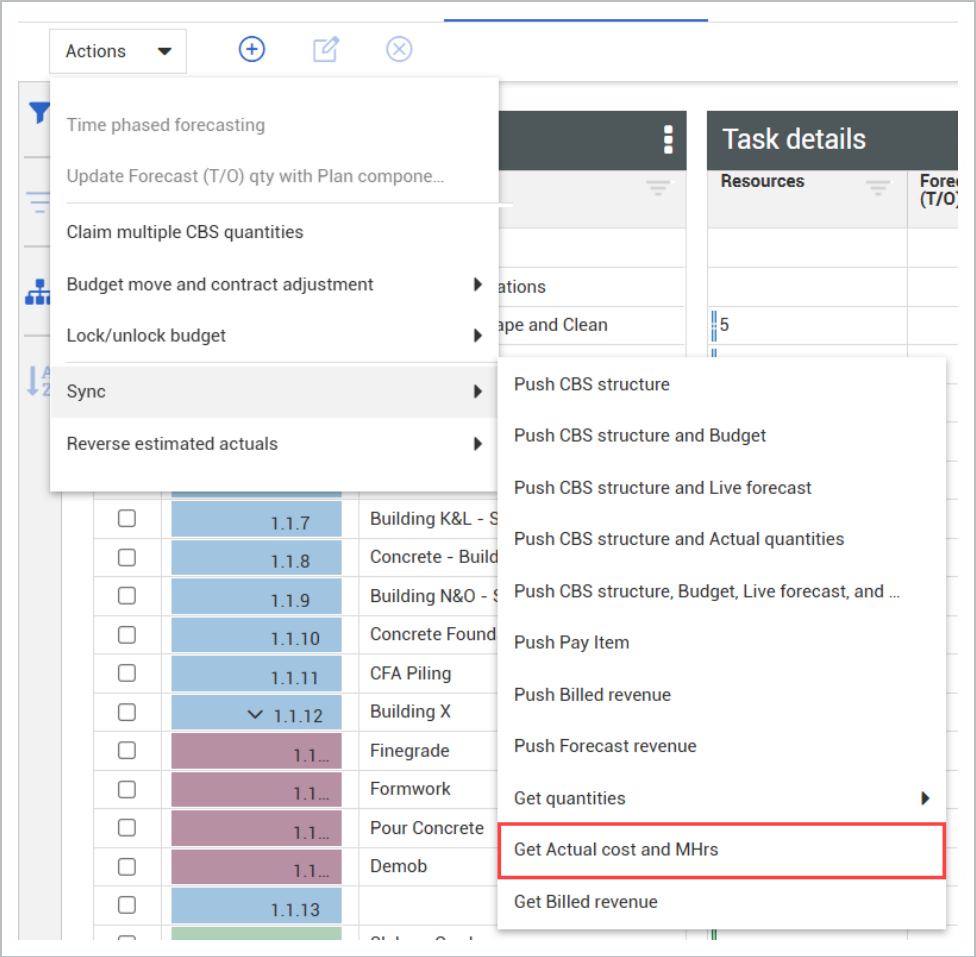 Actions
Time phased forecasting
Update Forecast (T/O) qty with Plan compone...
Claim multiple CBS quantities
Budget move and contract adjustment
Lock/unlock budget
Sync
Reverse estimated actuals
Task details
Resources
(T/O)
ape and Clean
5
Push CBS structure
Push CBS structure and Budget
Push CBS structure and Live forecast
Push CBS structure and Actual quantities
Push CBS structure, Budget, Live forecast, and ...
Push Pay Item
Push Billed revenue
Push Forecast revenue
Get quantities
Get Actual cost and MHrs
Get Billed revenue
1.1.7 Building K&L - S
1.1.8 Concrete - Build
1.1.9 Building N&O - S
1.1.10 Concrete Found
1.1.11 CFA Piling
1.1.12 Building X
1.1... Finegrade
1.1... Formwork
1.1... Pour Concrete
1.1... Demob
1.1.13